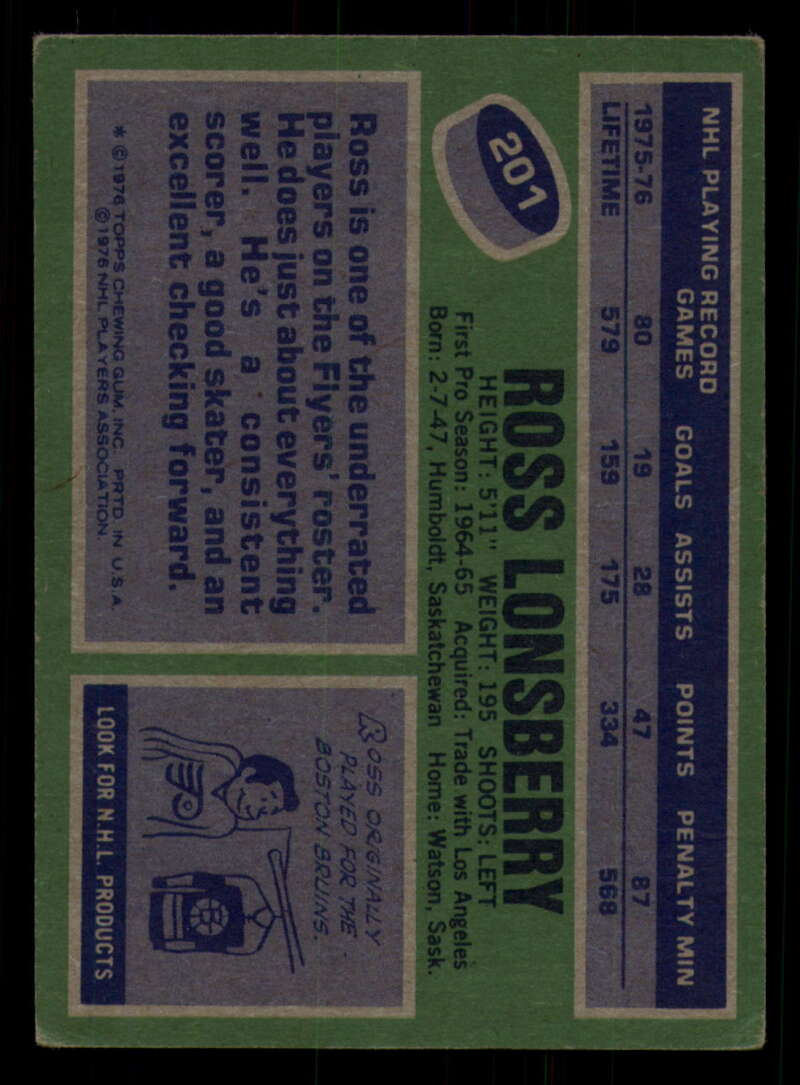 NHL PLAYING RECORD
GAMES GOALS ASSISTS POINTS PENALTY MIN
1975-76 80 19 28 47 87
LIFETIME 579 159 175 334 568
201
ROSS LONSBERRY
HEIGHT: 5'11" WEIGHT: 195 SHOOTS: LEFT
First Pro Season: 1964-65 Acquired: Trade with Los Angeles
Born: 2-7-47, Humboldt, Saskatchewan Home: Watson, Sask.
Ross is one of the underrated
players on the Flyers' roster.
He does just about everything
well. He's a consistent
scorer, a good skater, and an
excellent checking forward.
* © 1976 TOPPS CHEWING GUM, INC. PRTD. IN U.S.A.
© 1976 NHL PLAYERS ASSOCIATION.
ROSS ORIGINALLY
PLAYED FOR THE
BOSTON BRUINS.
LOOK FOR N.H.L. PRODUCTS